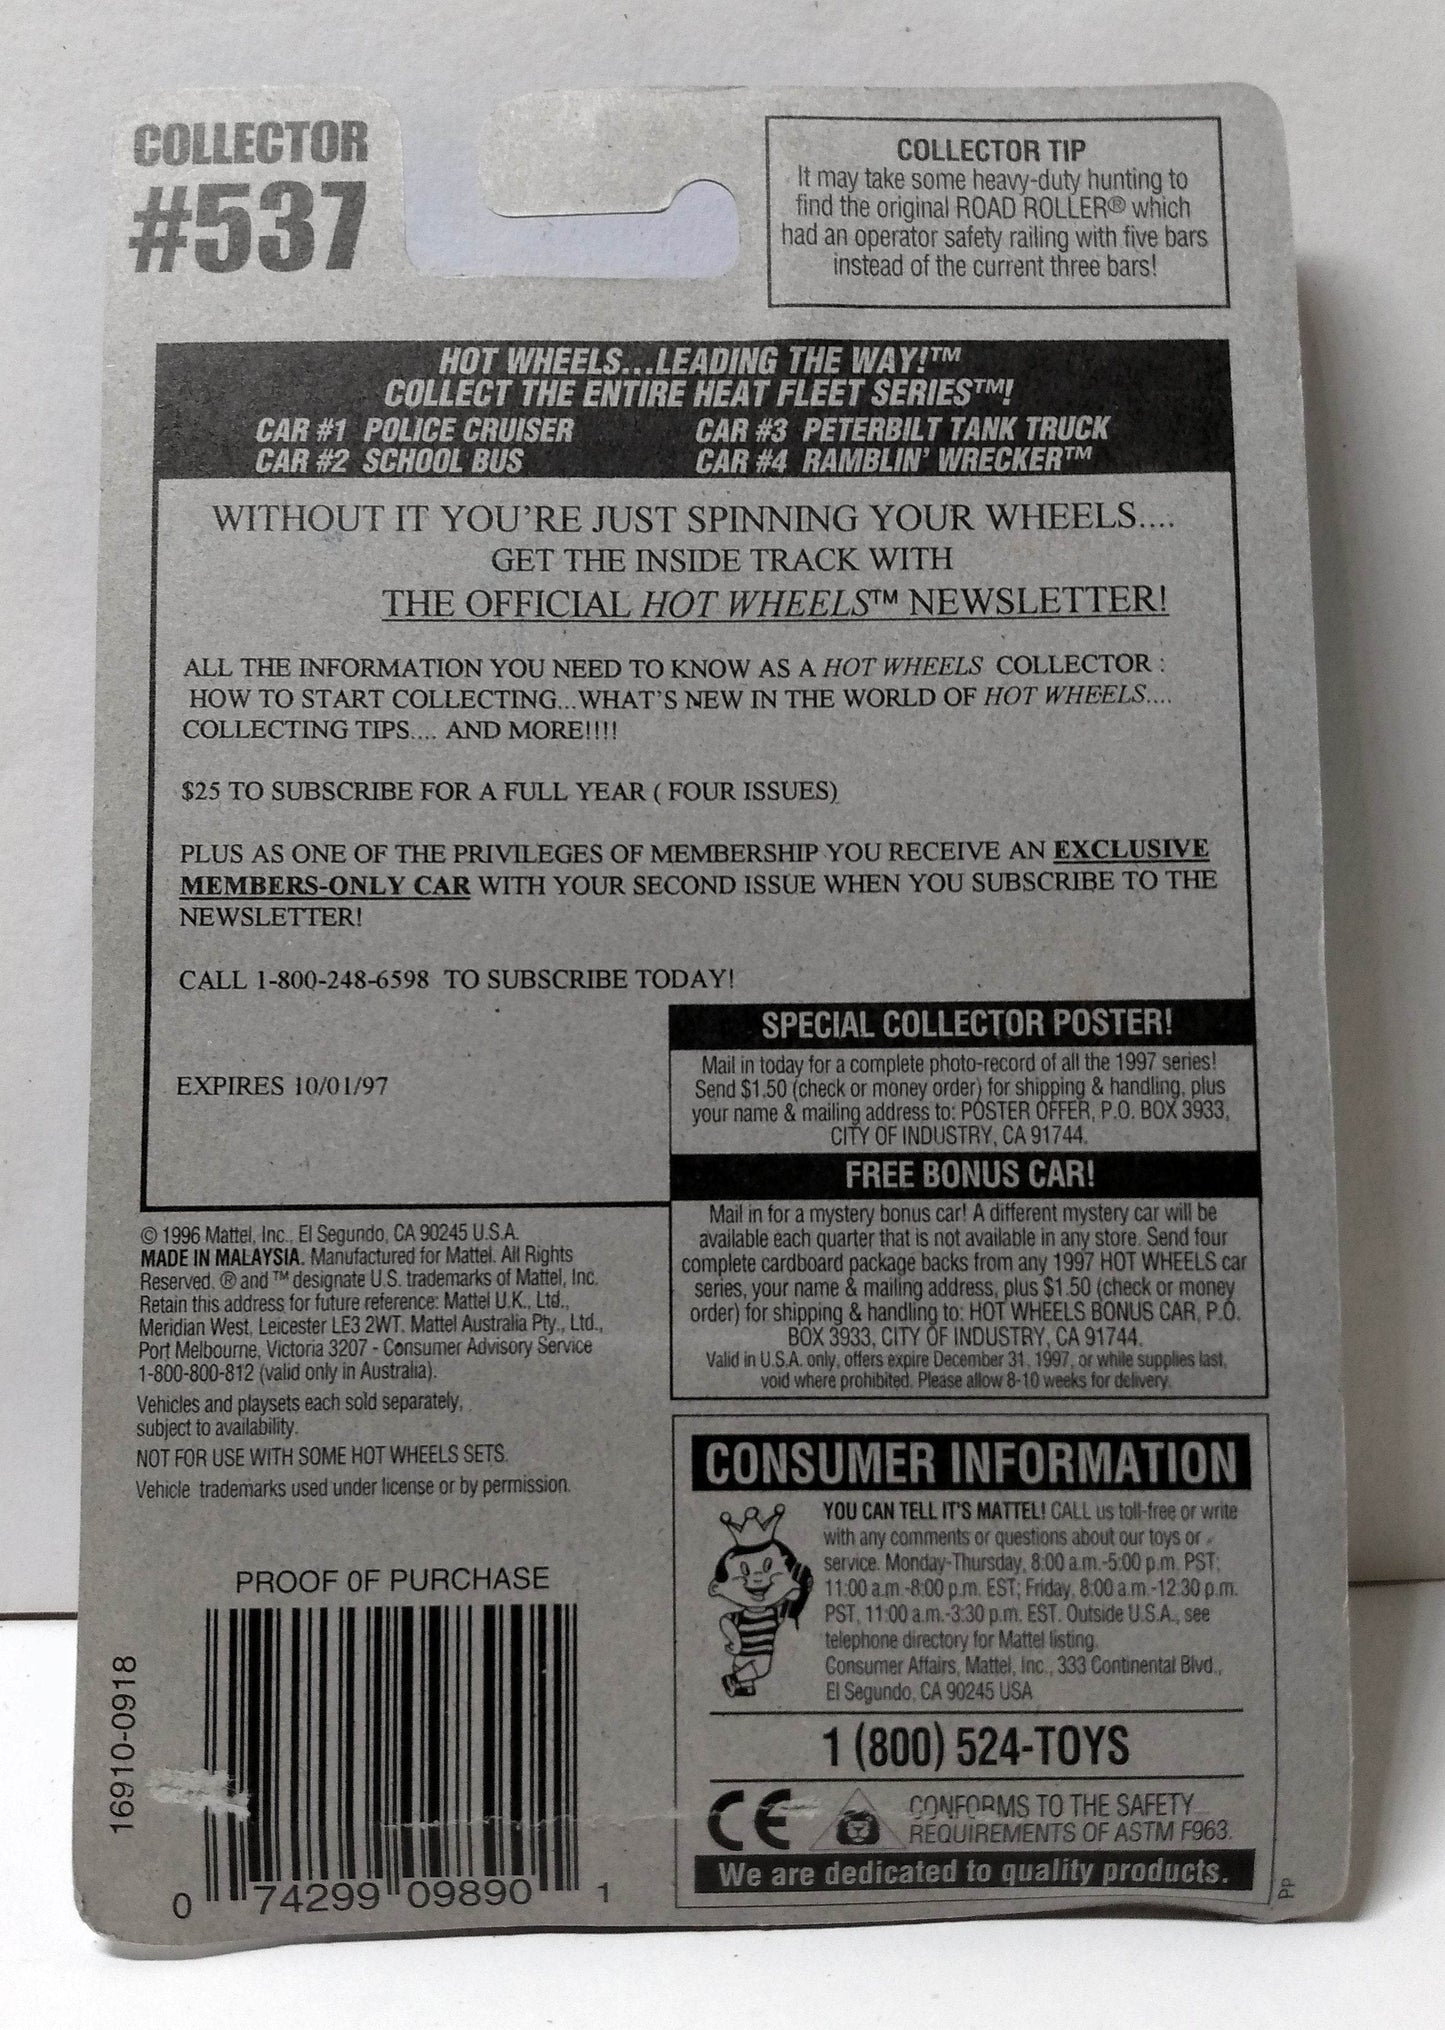 COLLECTOR
#537
COLLECTOR TIP
It may take some heavy-duty hunting to
find the original ROAD ROLLER® which
had an operator safety railing with five bars
instead of the current three bars!
HOT WHEELS...LEADING THE WAY!™
COLLECT THE ENTIRE HEAT FLEET SERIES™!
CAR #1 POLICE CRUISER
CAR #2 SCHOOL BUS
CAR #3 PETERBILT TANK TRUCK
CAR #4 RAMBLIN' WRECKER™
WITHOUT IT YOU'RE JUST SPINNING YOUR WHEELS....
GET THE INSIDE TRACK WITH
THE OFFICIAL HOT WHEELS™ NEWSLETTER!
ALL THE INFORMATION YOU NEED TO KNOW AS A HOT WHEELS COLLECTOR :
HOW TO START COLLECTING...WHAT'S NEW IN THE WORLD OF HOT WHEELS....
COLLECTING TIPS.... AND MORE!!!!
$25 TO SUBSCRIBE FOR A FULL YEAR ( FOUR ISSUES)
PLUS AS ONE OF THE PRIVILEGES OF MEMBERSHIP YOU RECEIVE AN EXCLUSIVE
MEMBERS-ONLY CAR WITH YOUR SECOND ISSUE WHEN YOU SUBSCRIBE TO THE
NEWSLETTER!
CALL 1-800-248-6598 TO SUBSCRIBE TODAY!
EXPIRES 10/01/97
SPECIAL COLLECTOR POSTER!
Mail in today for a complete photo-record of all the 1997 series!
Send $1.50 (check or money order) for shipping & handling, plus
your name & mailing address to: POSTER OFFER, P.O. BOX 3933,
CITY OF INDUSTRY, CA 91744.
FREE BONUS CAR!
Mail in for a mystery bonus car! A different mystery car will be
available each quarter that is not available in any store. Send four
complete cardboard package backs from any 1997 HOT WHEELS car
series, your name & mailing address, plus $1.50 (check or money
order) for shipping & handling to: HOT WHEELS BONUS CAR, P.O.
BOX 3933, CITY OF INDUSTRY, CA 91744.
Valid in U.S.A. only, offers expire December 31, 1997, or while supplies last,
void where prohibited. Please allow 8-10 weeks for delivery.
© 1996 Mattel, Inc., El Segundo, CA 90245 U.S.A.
MADE IN MALAYSIA. Manufactured for Mattel. All Rights
Reserved. ® and ™ designate U.S. trademarks of Mattel, Inc.
Retain this address for future reference: Mattel U.K., Ltd.,
Meridian West, Leicester LE3 2WT. Mattel Australia Pty., Ltd.,
Port Melbourne, Victoria 3207 - Consumer Advisory Service
1-800-800-812 (valid only in Australia).
Vehicles and playsets each sold separately,
subject to availability.
NOT FOR USE WITH SOME HOT WHEELS SETS.
Vehicle trademarks used under license or by permission.
CONSUMER INFORMATION
YOU CAN TELL IT'S MATTEL! CALL us toll-free or write
with any comments or questions about our toys or
service. Monday-Thursday, 8:00 a.m.-5:00 p.m. PST;
11:00 a.m.-8:00 p.m. EST; Friday, 8:00 a.m.-12:30 p.m.
PST, 11:00 a.m.-3:30 p.m. EST. Outside U.S.A., see
telephone directory for Mattel listing.
Consumer Affairs, Mattel, Inc., 333 Continental Blvd.,
El Segundo, CA 90245 USA
1 (800) 524-TOYS
CE
CONFORMS TO THE SAFETY
REQUIREMENTS OF ASTM F963.
We are dedicated to quality products.
PP
PROOF OF PURCHASE
16910-0918
0 74299 09890 1